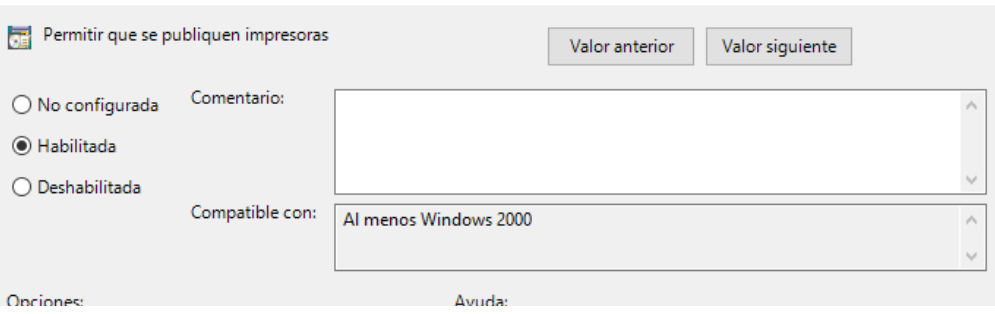 Permitir que se publiquen impresoras
Valor anterior
Valor siguiente
No configurada
Comentario:
Habilitada
Deshabilitada
Compatible con:
Al menos Windows 2000
Opciones:
Ayuda: